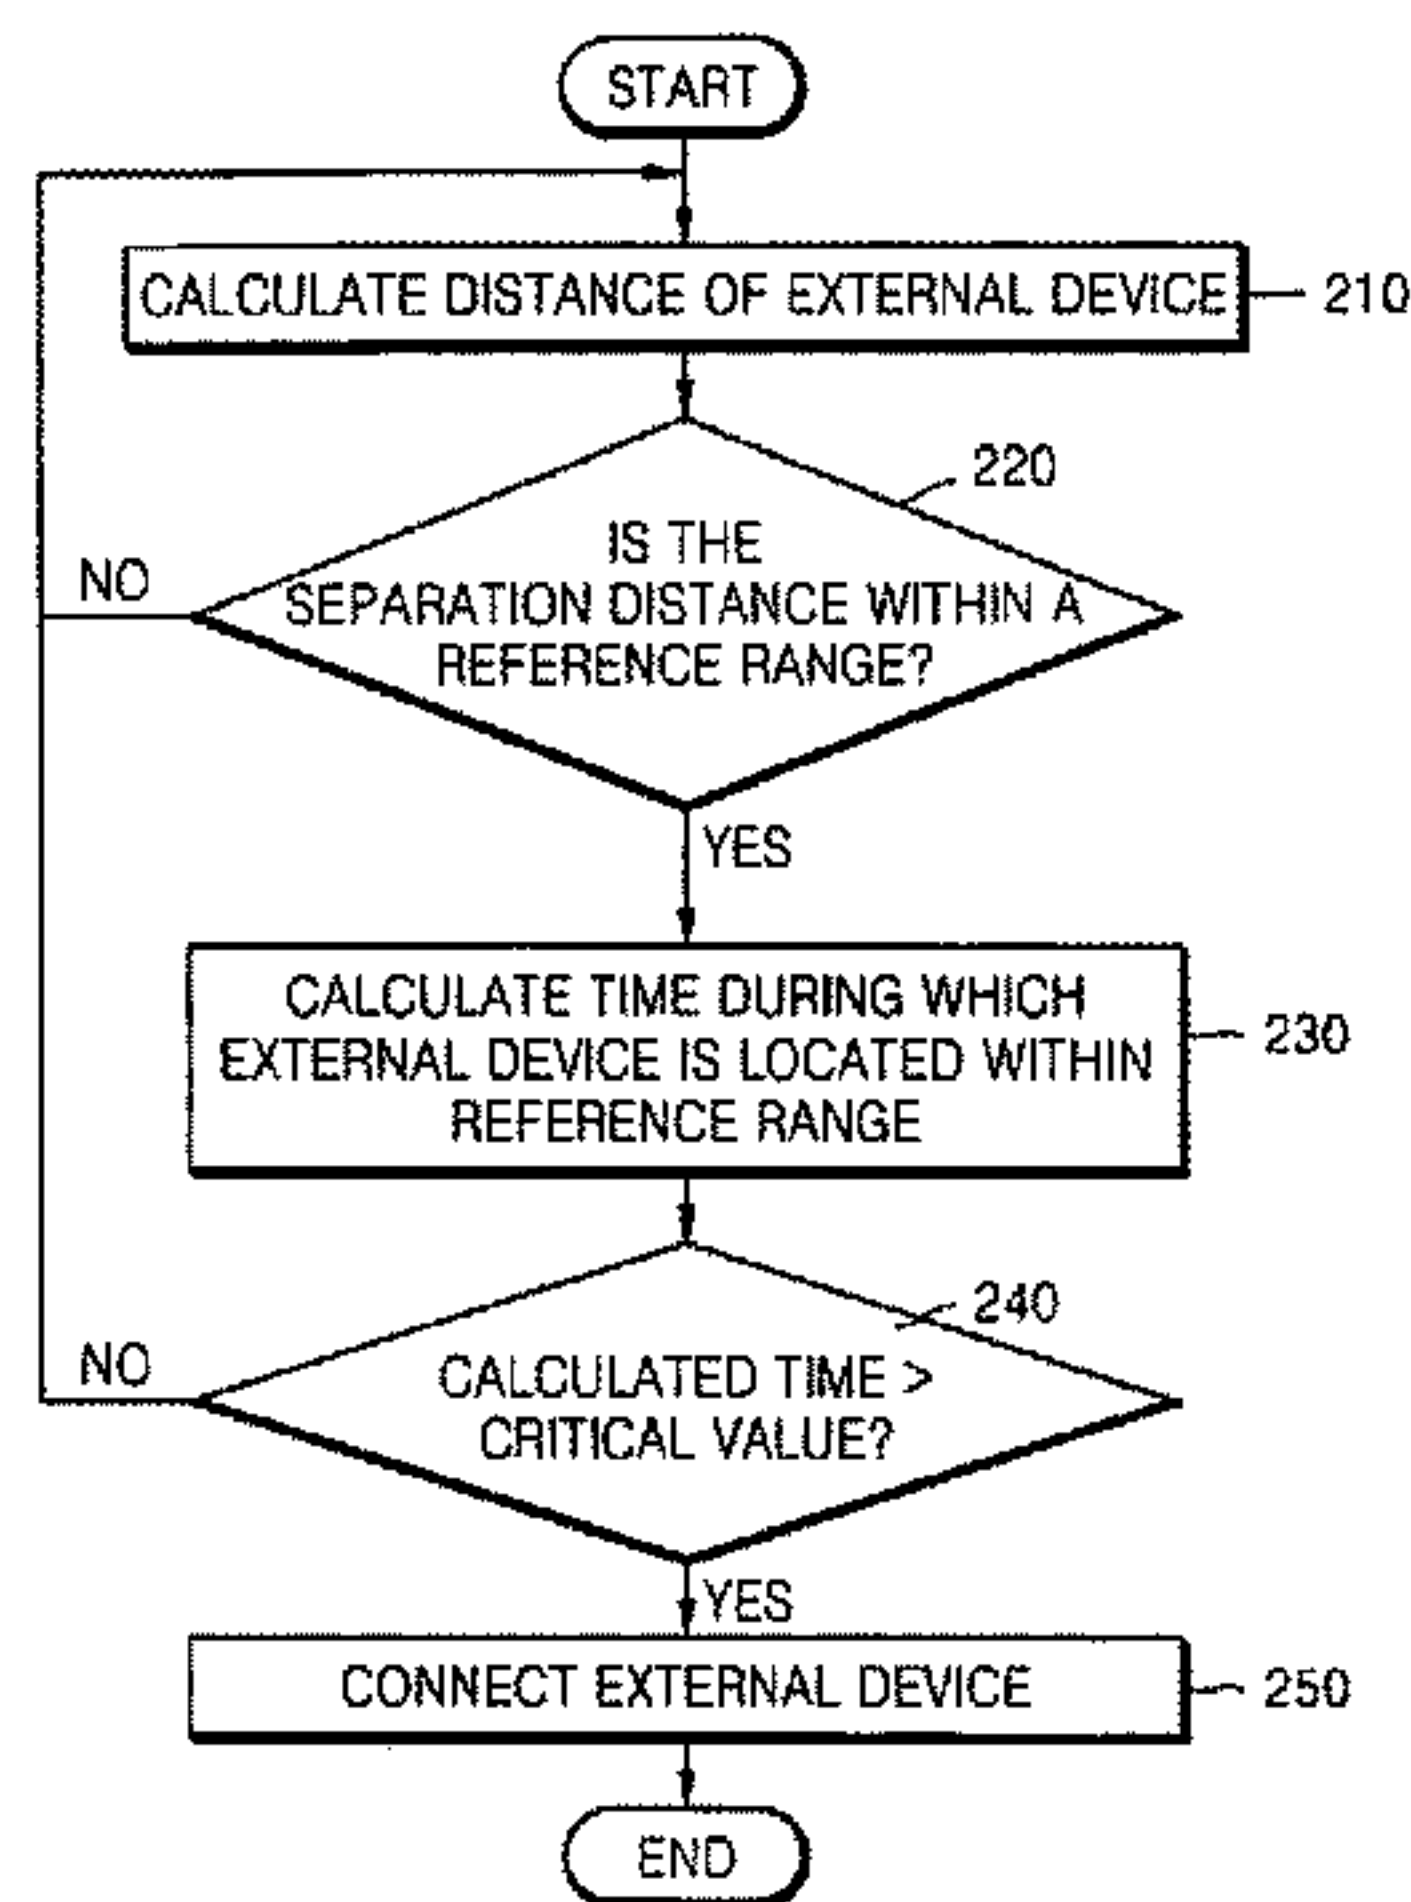 START
CALCULATE DISTANCE OF EXTERNAL DEVICE
210
220
IS THE
SEPARATION DISTANCE WITHIN A
REFERENCE RANGE?
NO
YES
CALCULATE TIME DURING WHICH
EXTERNAL DEVICE IS LOCATED WITHIN
REFERENCE RANGE
230
240
CALCULATED TIME >
CRITICAL VALUE?
NO
YES
CONNECT EXTERNAL DEVICE
250
END